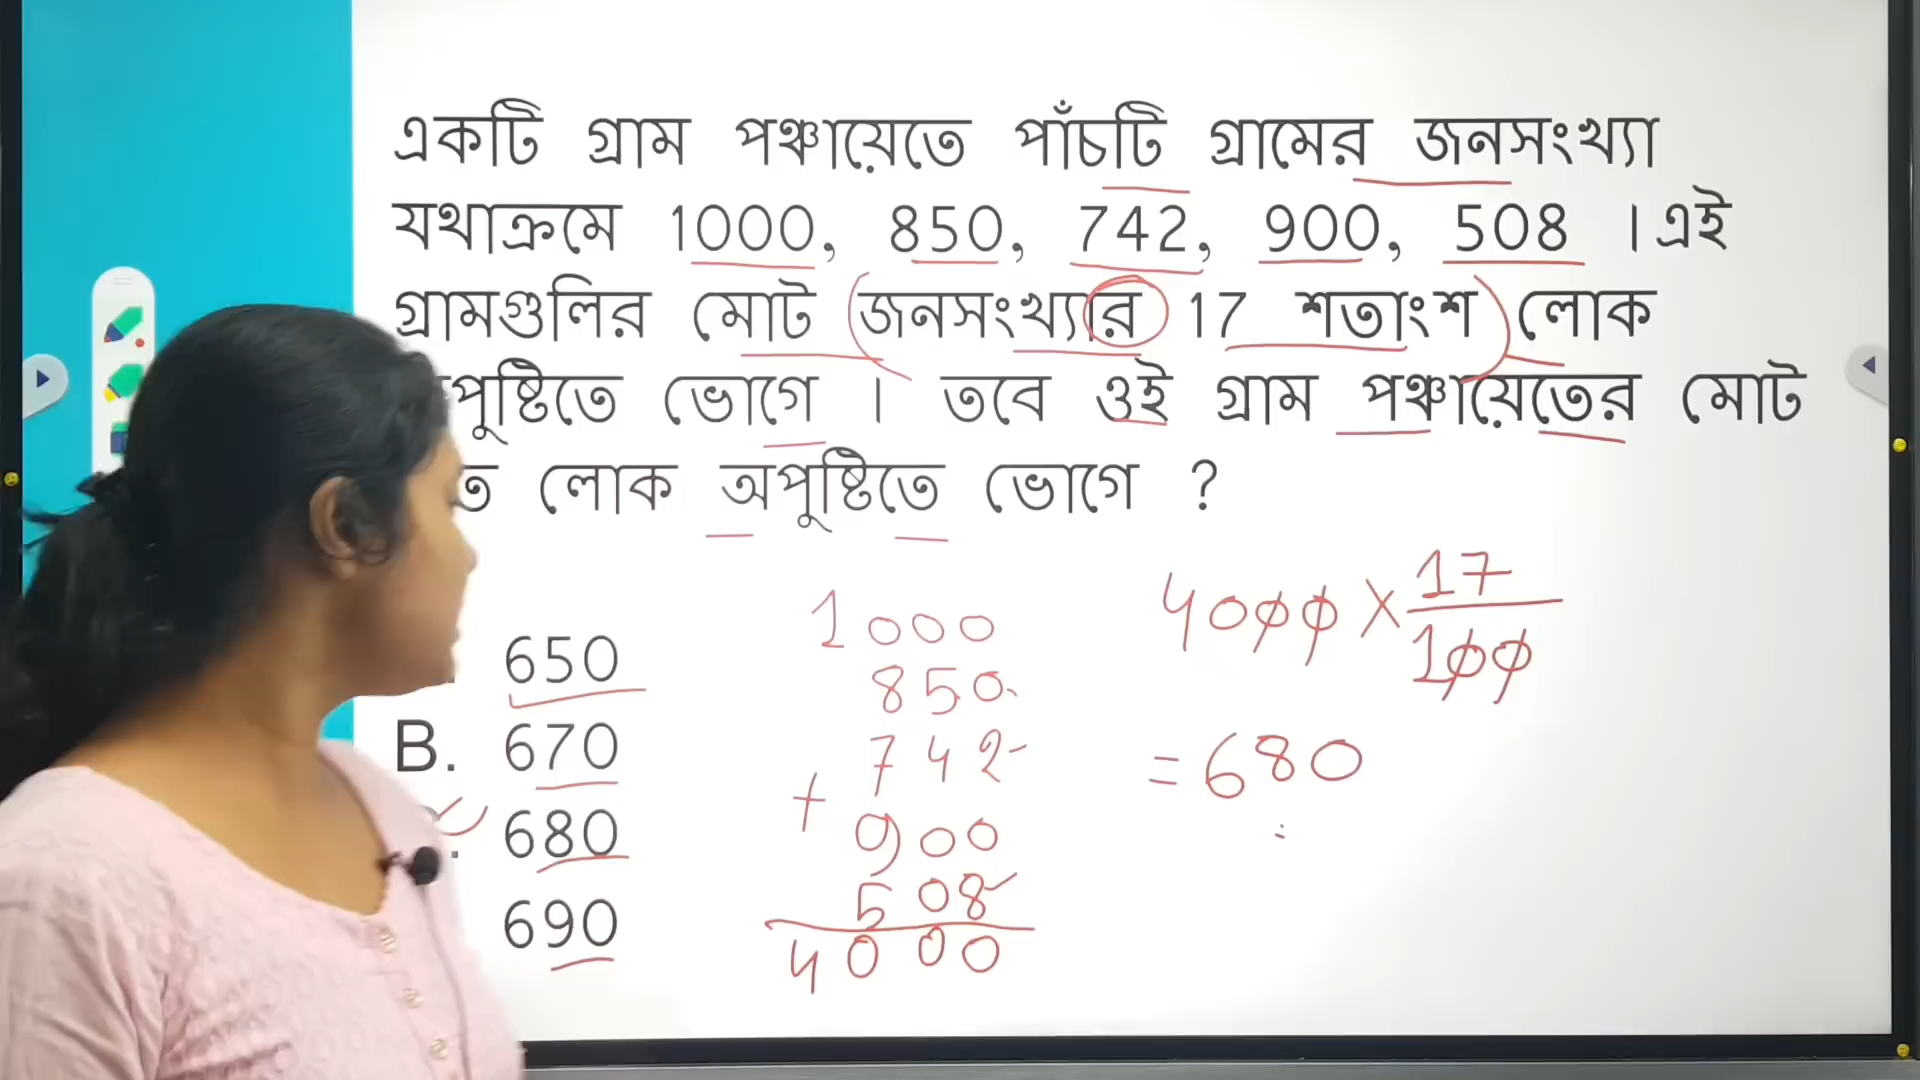 একটি গ্রাম পঞ্চায়েতে পাঁচটি গ্রামের জনসংখ্যা
যথাক্রমে 1000, 850, 742, 900, 508 । এই
গ্রামগুলির মোট জনসংখ্যার 17 শতাংশ লোক
ভোগে । তবে ওই গ্রাম পঞ্চায়েতের মোট
লোক অপুষ্টিতে ভোগে ?
650
B. 670
680
690
1000
850
742
+ 900
508
4000
4000 × 17/100
= 680